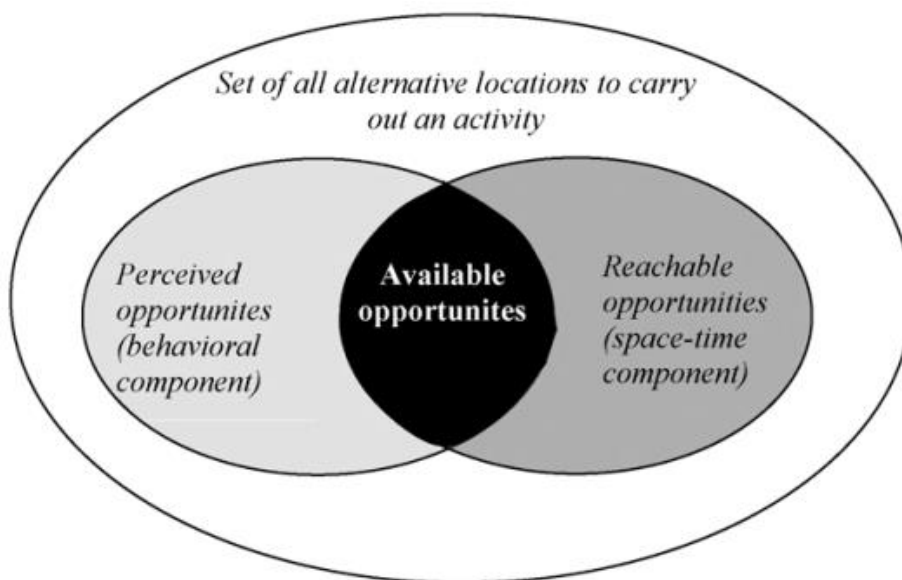 Set of all alternative locations to carry
out an activity
Perceived
opportunites
(behavioral
component)
Available
opportunites
Reachable
opportunities
(space-time
component)